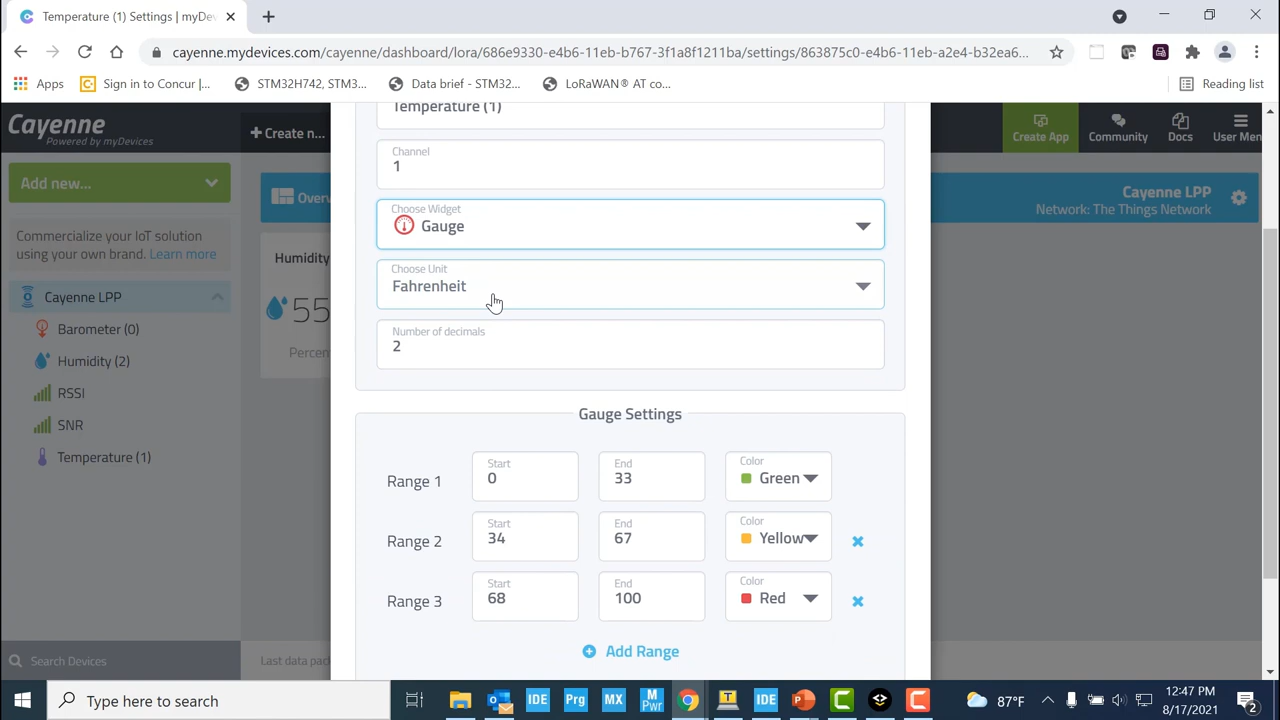 Temperature (1) Settings | myDev
cayenne.mydevices.com/cayenne/dashboard/lora/686e9330-e4b6-11eb-b767-3f1a8f1211ba/settings/863875c0-e4b6-11eb-a2e4-b32ea6...
Apps
Sign in to Concur |...
STM32H742, STM3...
Data brief - STM32...
LoRaWAN® AT co...
Reading list
Cayenne
Powered by myDevices
+ Create n...
Create App
Community
Docs
User Men
Add new...
Commercialize your IoT solution
using your own brand. Learn more
Cayenne LPP
Barometer (0)
Humidity (2)
RSSI
SNR
Temperature (1)
Search Devices
Overv
Humidity
55
Percen
Last data pack
Cayenne LPP
Network: The Things Network
Temperature (1)
Channel
1
Choose Widget
Gauge
Choose Unit
Fahrenheit
Number of decimals
2
Gauge Settings
Range 1
Start
0
End
33
Color
Green
Range 2
Start
34
End
67
Color
Yellow
Range 3
Start
68
End
100
Color
Red
Add Range
Type here to search
IDE
Prg
MX
M
Pwr
IDE
87°F
12:47 PM
8/17/2021
2